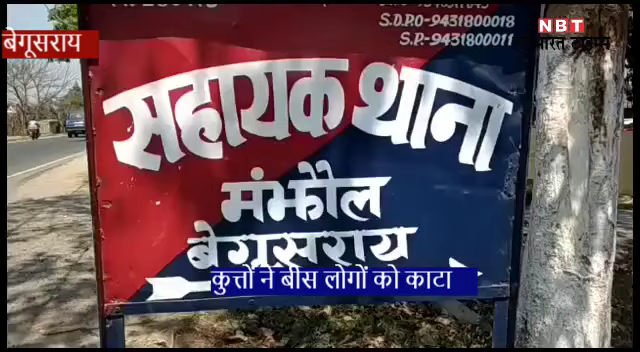 बेगूसराय
NBT
S.D.P.O-9431800018
S.P.-9431800011
सहायक थाना
मंझौल
बेगूसराय
कुत्तों ने बीस लोगों को काटा